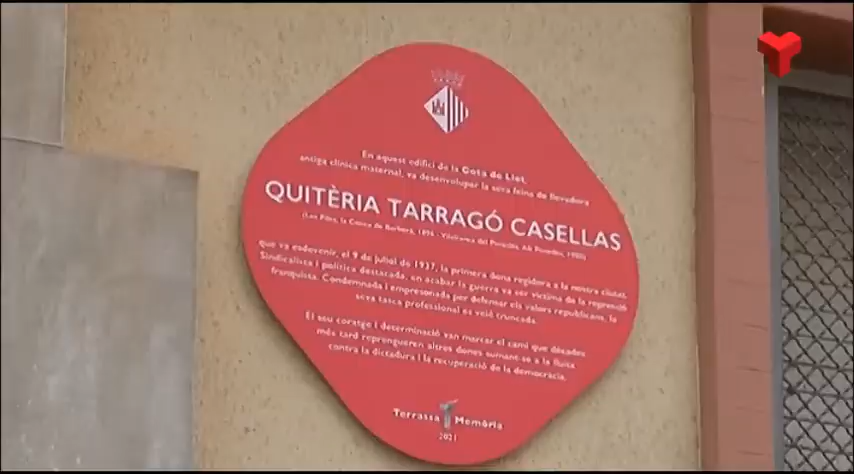 En aquest edifici de la Gota de Llet,
antiga clínica maternal, va desenvolupar la seva feina de llevadora
QUITÈRIA TARRAGÓ CASELLAS
(Les Piles, la Conca de Barberà, 1896 - Vilafranca del Penedès, Alt Penedès, 1980)
que va esdevenir, el 9 de juliol de 1937, la primera dona regidora a la nostra ciutat.
Sindicalista i política destacada, en acabar la guerra va ser víctima de la repressió
franquista. Condemnada i empresonada per defensar els valors republicans, la
seva tasca professional es veié truncada.
El seu coratge i determinació van marcar el camí que dècades
més tard reprengueren altres dones sumant-se a la lluita
contra la dictadura i la recuperació de la democràcia.
Terrassa Memòria
2021